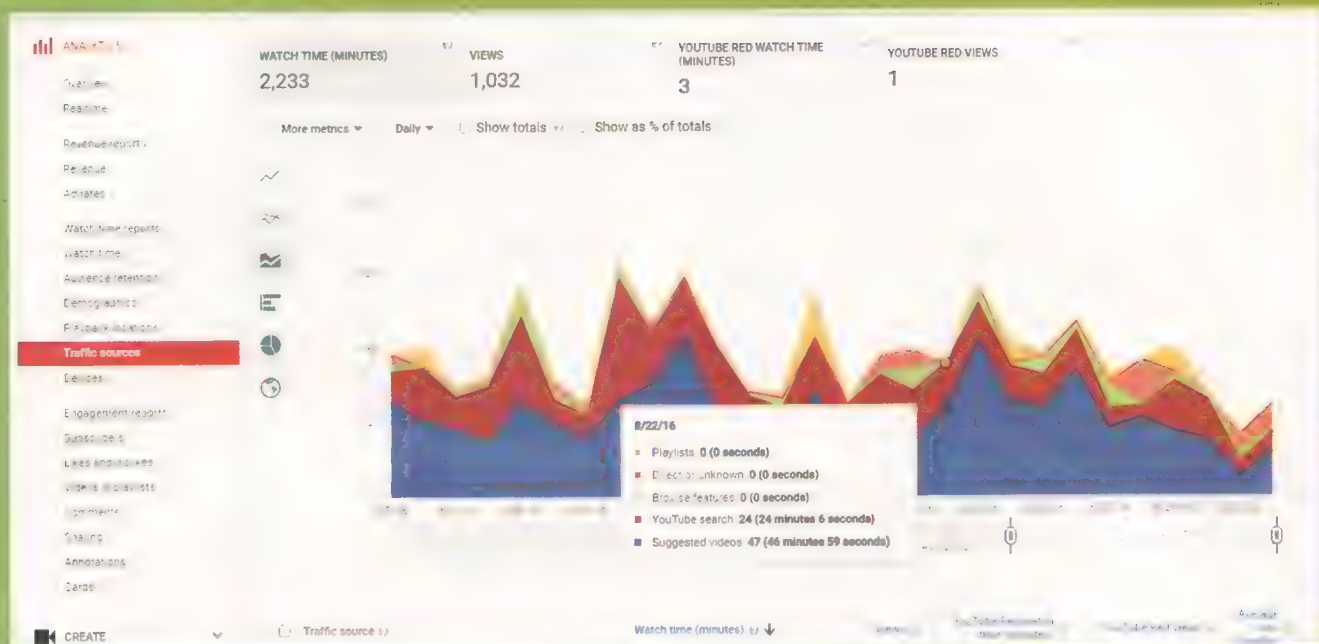 ANALYTICS
Overview
Realtime
Revenue reports
Revenue
Ad rates
Watch time reports
Watch time
Audience retention
Demographics
Playback locations
Traffic sources
Devices
Engagement reports
Subscribers
Likes and dislikes
Videos in playlists
Comments
Sharing
Annotations
Cards
CREATE
WATCH TIME (MINUTES)
2,233
VIEWS
1,032
YOUTUBE RED WATCH TIME
(MINUTES)
3
YOUTUBE RED VIEWS
1
More metrics Daily Show totals Show as % of totals
8/22/16
Playlists 0 (0 seconds)
Direct or unknown 0 (0 seconds)
Browse features 0 (0 seconds)
YouTube search 24 (24 minutes 6 seconds)
Suggested videos 47 (46 minutes 59 seconds)
Traffic source Watch time (minutes)